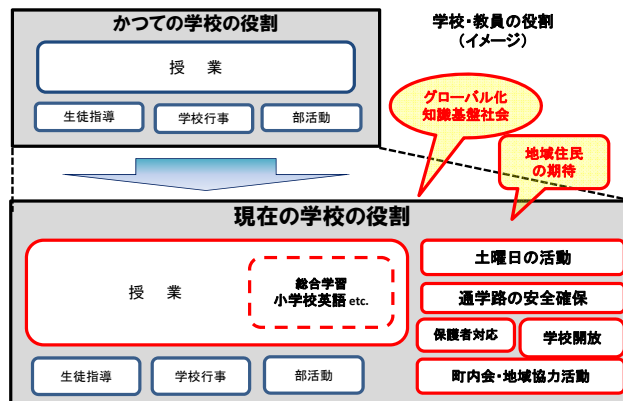 かつての学校の役割
学校・教員の役割
（イメージ）
授　業
生徒指導
学校行事
部活動
グローバル化
知識基盤社会
地域住民
の期待
現在の学校の役割
授　業
総合学習
小学校英語 etc.
土曜日の活動
通学路の安全確保
保護者対応
学校開放
生徒指導
学校行事
部活動
町内会・地域協力活動